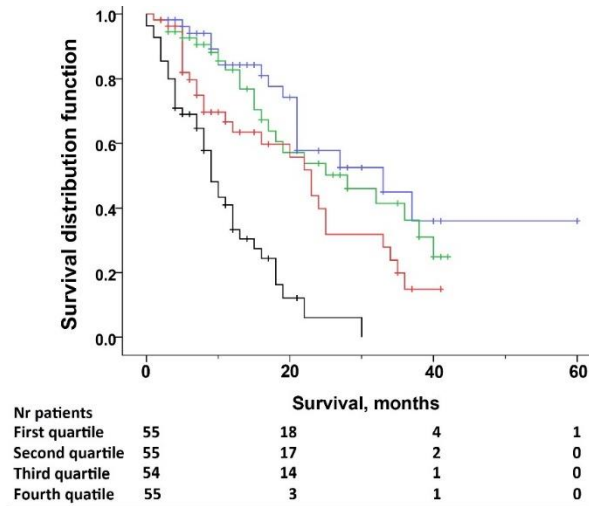 1.0
0.8
0.6
0.4
0.2
0.0
Survival distribution function
0 20 40 60
Survival, months
Nr patients
First quartile 55 18 4 1
Second quartile 55 17 2 0
Third quartile 54 14 1 0
Fourth quatile 55 3 1 0